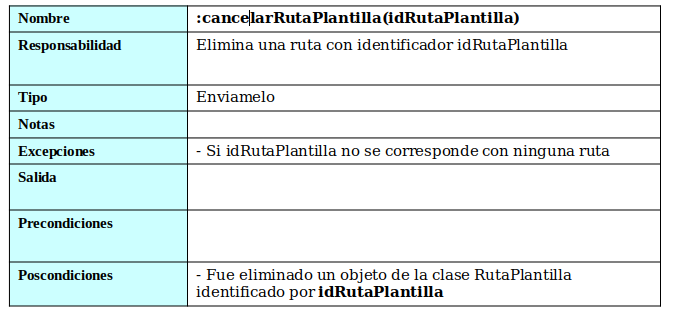 Nombre :cancelarRutaPlantilla(idRutaPlantilla)
Responsabilidad Elimina una ruta con identificador idRutaPlantilla
Tipo Enviamelo
Notas
Excepciones - Si idRutaPlantilla no se corresponde con ninguna ruta
Salida
Precondiciones
Poscondiciones - Fue eliminado un objeto de la clase RutaPlantilla
identificado por idRutaPlantilla